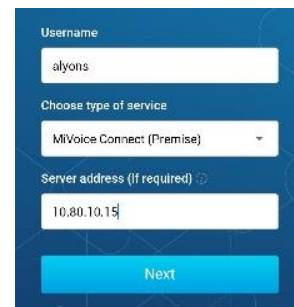 Username
alyons
Choose type of service
MiVoice Connect (Premise)
Server address (If required)
10.80.10.15
Next